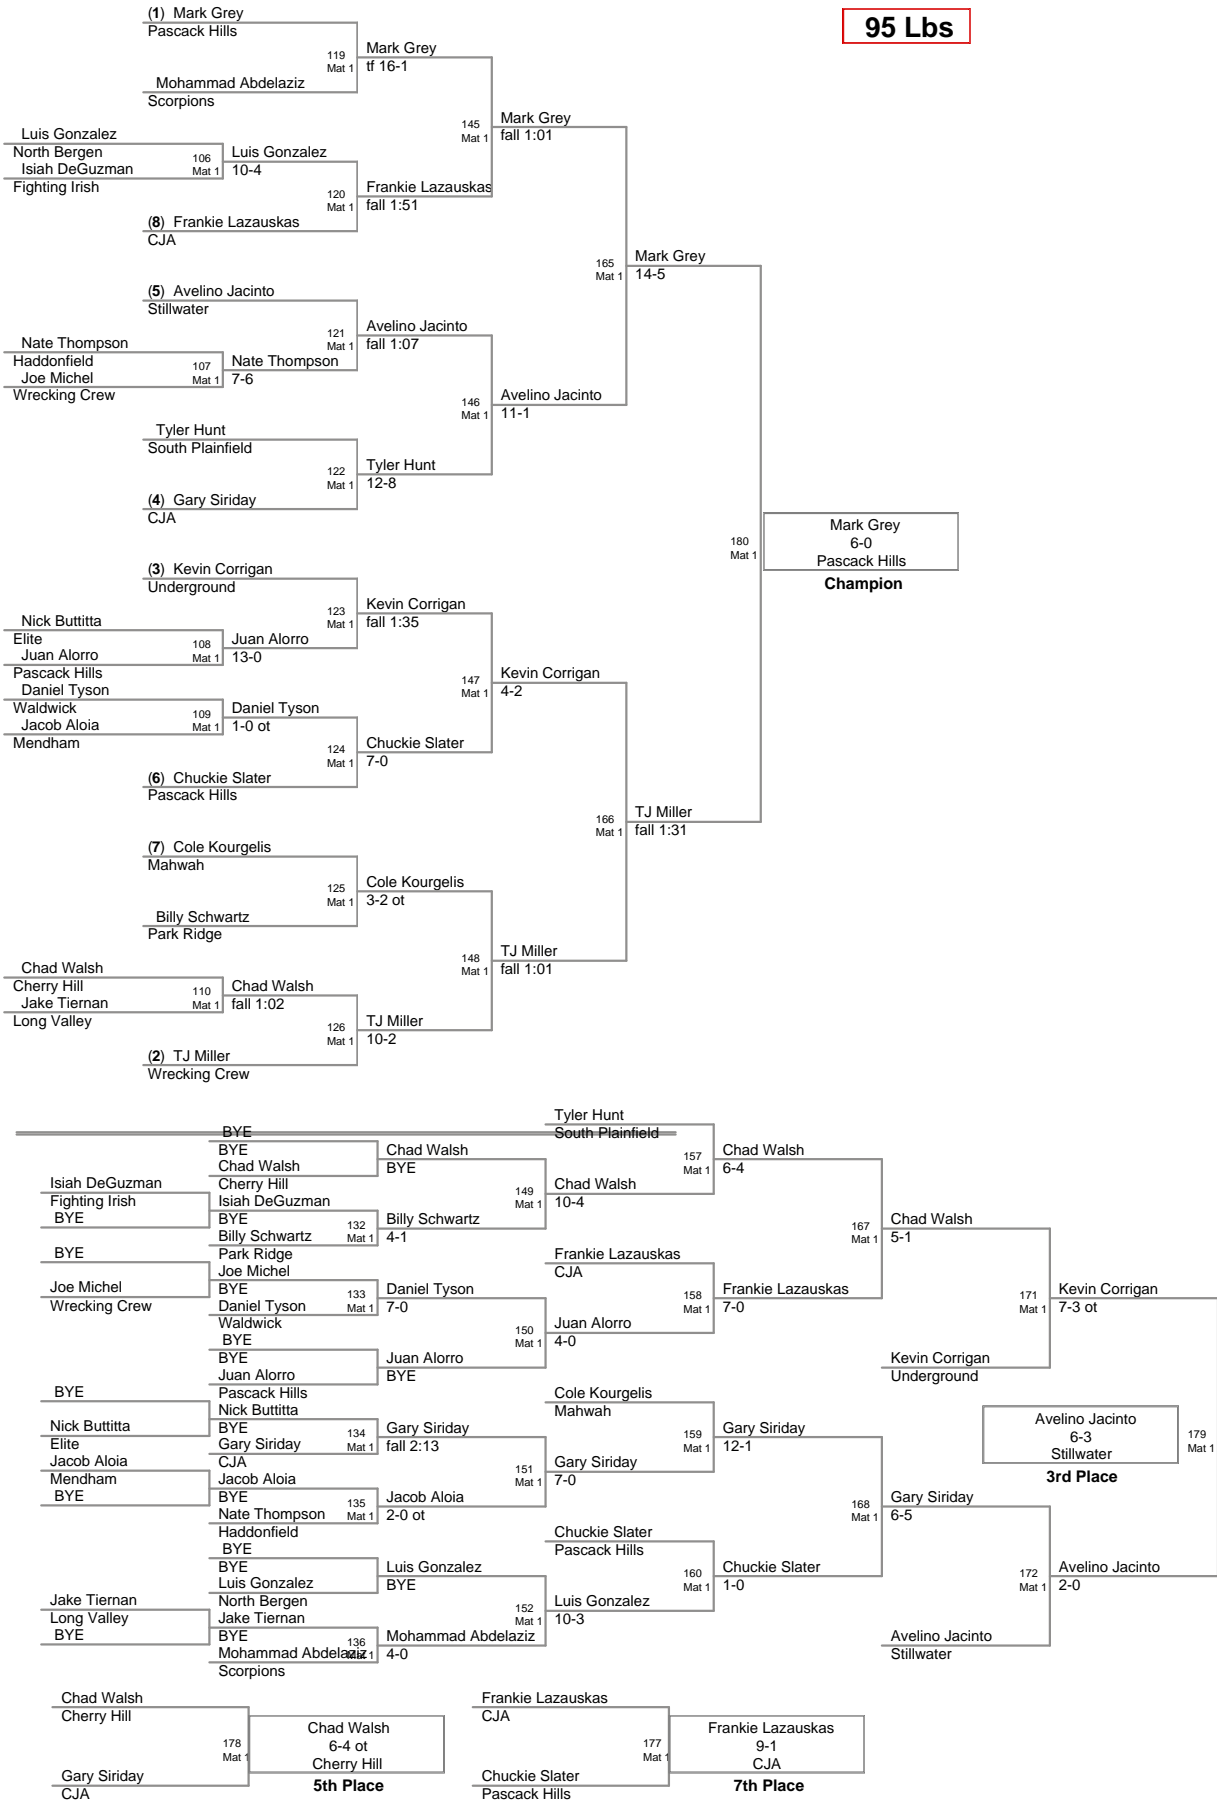 95 Lbs
(1) Mark Grey
Pascack Hills
119
Mat 1
Mark Grey
tf 16-1
Mohammad Abdelaziz
Scorpions
145
Mat 1
Mark Grey
fall 1:01
Luis Gonzalez
North Bergen
Isiah DeGuzman
Fighting Irish
106
Mat 1
Luis Gonzalez
10-4
120
Mat 1
Frankie Lazauskas
fall 1:51
(8) Frankie Lazauskas
CJA
165
Mat 1
Mark Grey
14-5
(5) Avelino Jacinto
Stillwater
121
Mat 1
Avelino Jacinto
fall 1:07
Nate Thompson
Haddonfield
Joe Michel
Wrecking Crew
107
Mat 1
Nate Thompson
7-6
146
Mat 1
Avelino Jacinto
11-1
Tyler Hunt
South Plainfield
122
Mat 1
Tyler Hunt
12-8
(4) Gary Siriday
CJA
180
Mat 1
Mark Grey
6-0
Pascack Hills
Champion
(3) Kevin Corrigan
Underground
123
Mat 1
Kevin Corrigan
fall 1:35
Nick Buttitta
Elite
Juan Alorro
Pascack Hills
108
Mat 1
Juan Alorro
13-0
147
Mat 1
Kevin Corrigan
4-2
Daniel Tyson
Waldwick
Jacob Aloia
Mendham
109
Mat 1
Daniel Tyson
1-0 ot
124
Mat 1
Chuckie Slater
7-0
(6) Chuckie Slater
Pascack Hills
166
Mat 1
TJ Miller
fall 1:31
(7) Cole Kourgelis
Mahwah
125
Mat 1
Cole Kourgelis
3-2 ot
Billy Schwartz
Park Ridge
148
Mat 1
TJ Miller
fall 1:01
Chad Walsh
Cherry Hill
Jake Tiernan
Long Valley
110
Mat 1
Chad Walsh
fall 1:02
126
Mat 1
TJ Miller
10-2
(2) TJ Miller
Wrecking Crew
Tyler Hunt
South Plainfield
BYE
BYE
Chad Walsh
Cherry Hill
Chad Walsh
BYE
157
Mat 1
Chad Walsh
6-4
Isiah DeGuzman
Fighting Irish
BYE
Isiah DeGuzman
BYE
Billy Schwartz
Park Ridge
132
Mat 1
Billy Schwartz
4-1
149
Mat 1
Chad Walsh
10-4
167
Mat 1
Chad Walsh
5-1
BYE
Joe Michel
Wrecking Crew
Joe Michel
BYE
Daniel Tyson
Waldwick
133
Mat 1
Daniel Tyson
7-0
Frankie Lazauskas
CJA
158
Mat 1
Frankie Lazauskas
7-0
150
Mat 1
Juan Alorro
4-0
BYE
BYE
Juan Alorro
Pascack Hills
Juan Alorro
BYE
171
Mat 1
Kevin Corrigan
7-3 ot
Kevin Corrigan
Underground
BYE
Nick Buttitta
Elite
Nick Buttitta
BYE
Gary Siriday
CJA
134
Mat 1
Gary Siriday
fall 2:13
Cole Kourgelis
Mahwah
159
Mat 1
Gary Siriday
12-1
151
Mat 1
Gary Siriday
7-0
Avelino Jacinto
6-3
Stillwater
3rd Place
179
Mat 1
Jacob Aloia
Mendham
BYE
Jacob Aloia
BYE
Nate Thompson
Haddonfield
135
Mat 1
Jacob Aloia
2-0 ot
168
Mat 1
Gary Siriday
6-5
Chuckie Slater
Pascack Hills
160
Mat 1
Chuckie Slater
1-0
BYE
BYE
Luis Gonzalez
North Bergen
Luis Gonzalez
BYE
152
Mat 1
Luis Gonzalez
10-3
172
Mat 1
Avelino Jacinto
2-0
Jake Tiernan
Long Valley
BYE
Jake Tiernan
BYE
Mohammad Abdelaziz
Scorpions
136
Mat 1
Mohammad Abdelaziz
4-0
Avelino Jacinto
Stillwater
Chad Walsh
Cherry Hill
178
Mat 1
Chad Walsh
6-4 ot
Cherry Hill
5th Place
Gary Siriday
CJA
Frankie Lazauskas
CJA
177
Mat 1
Frankie Lazauskas
9-1
CJA
7th Place
Chuckie Slater
Pascack Hills